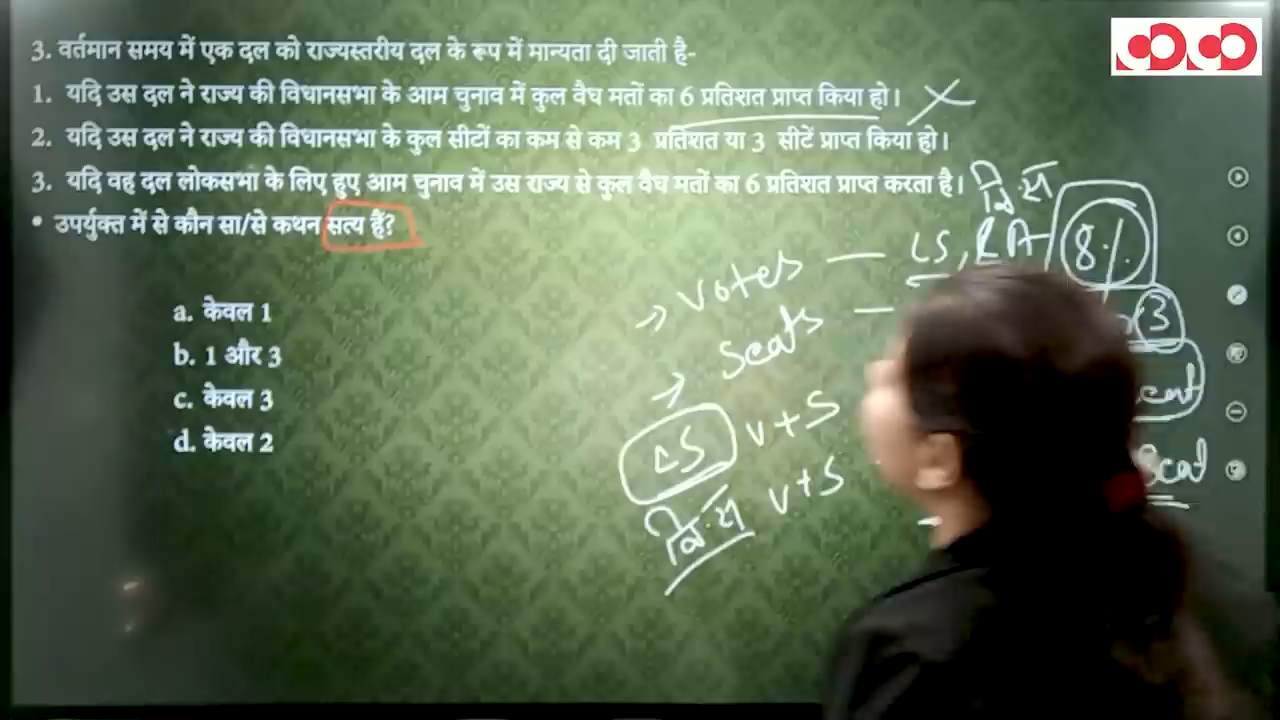 3. वर्तमान समय में एक दल को राज्यस्तरीय दल के रूप में मान्यता दी जाती है-
1. यदि उस दल ने राज्य की विधानसभा के आम चुनाव में कुल वैध मतों का 6 प्रतिशत प्राप्त किया हो।
2. यदि उस दल ने राज्य की विधानसभा के कुल सीटों का कम से कम 3 प्रतिशत या 3 सीटें प्राप्त किया हो।
3. यदि वह दल लोकसभा के लिए हुए आम चुनाव में उस राज्य से कुल वैध मतों का 6 प्रतिशत प्राप्त करता है।
वि.स
• उपर्युक्त में से कौन सा/से कथन सत्य हैं?
→ votes — LS, LA 8%
→ Seats — 3
LS V+S
वि.स V+S
a. केवल 1
b. 1 और 3
c. केवल 3
d. केवल 2